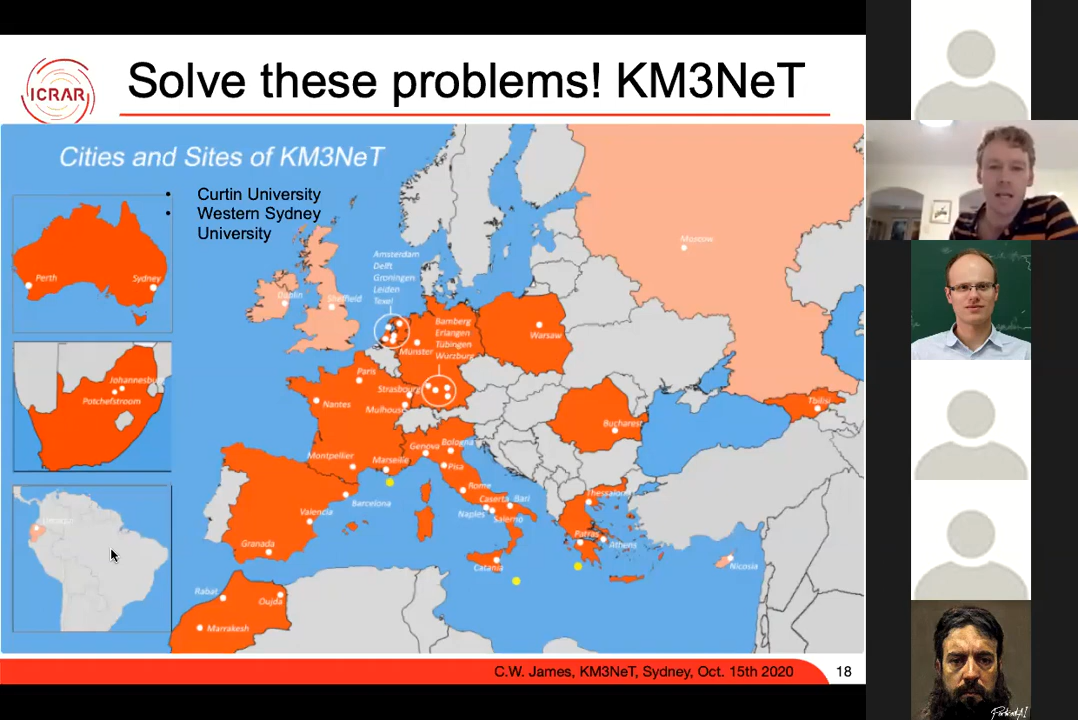 ICRAR
Solve these problems! KM3NeT
Cities and Sites of KM3NeT
• Curtin University
• Western Sydney
University
Perth
Sydney
Johannesburg
Potchefstroom
Moscow
Dublin
Sheffield
Amsterdam
Delft
Groningen
Leiden
Texel
Bamberg
Erlangen
Tübingen
Wurzburg
Münster
Warsaw
Paris
Strasbourg
Nantes
Mulhouse
Tbilisi
Bucharest
Genova
Bologna
Montpellier
Marseille
Pisa
Rome
Barcelona
Valencia
Caserta
Bari
Naples
Salerno
Thessaloni
Granada
Patras
Athens
Catania
Nicosia
Rabat
Oujda
Marrakesh
C.W. James, KM3NeT, Sydney, Oct. 15th 2020
18